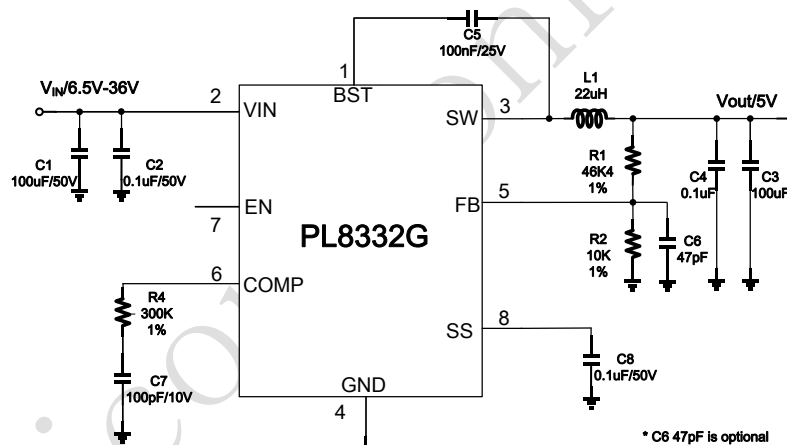 C5
100nF/25V
1
VIN/6.5V-36V
2
BST
VIN
SW
3
L1
22uH
Vout/5V
C1
100uF/50V
C2
0.1uF/50V
R1
46K4
1%
C4
0.1uF
C3
100uF
EN
7
FB
5
PL8332G
R2
10K
1%
C6
47pF
6
COMP
R4
300K
1%
SS
8
C7
100pF/10V
C8
0.1uF/50V
GND
4
* C6 47pF is optional